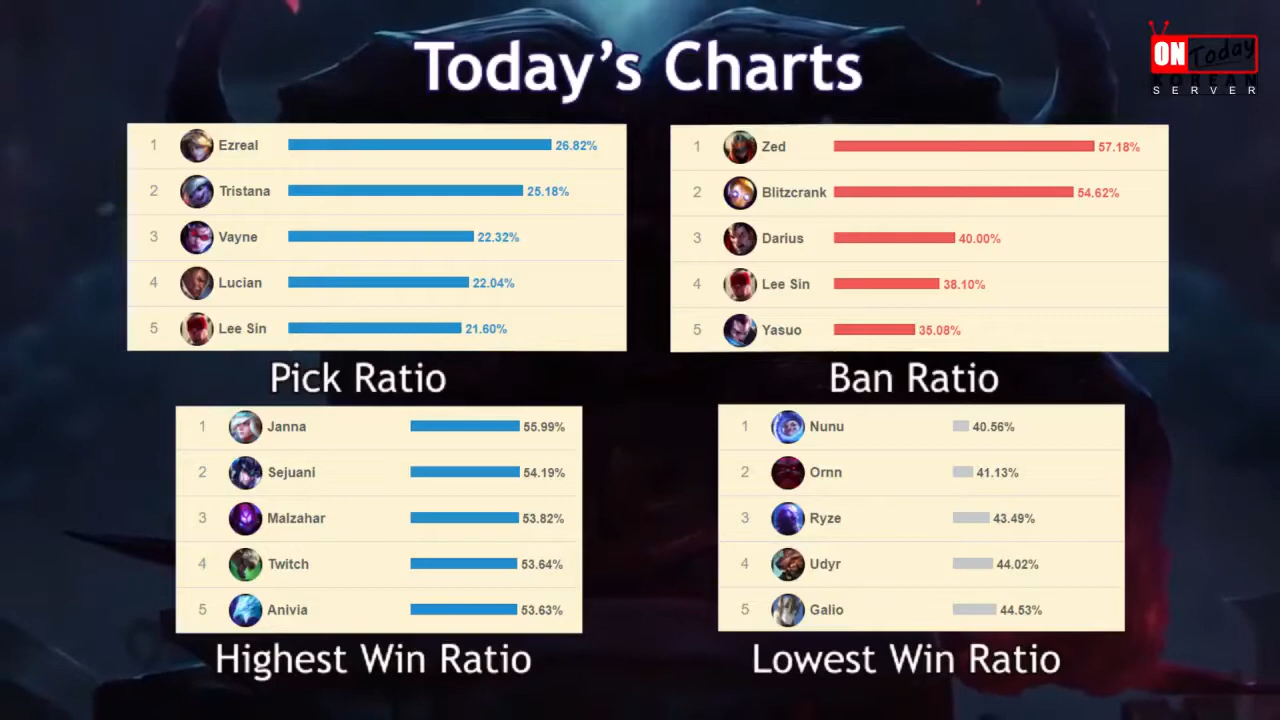 Today's Charts
ON Today
KOREAN
SERVER
1 Ezreal 26.82%
2 Tristana 25.18%
3 Vayne 22.32%
4 Lucian 22.04%
5 Lee Sin 21.60%
Pick Ratio
1 Zed 57.18%
2 Blitzcrank 54.62%
3 Darius 40.00%
4 Lee Sin 38.10%
5 Yasuo 35.08%
Ban Ratio
1 Janna 55.99%
2 Sejuani 54.19%
3 Malzahar 53.82%
4 Twitch 53.64%
5 Anivia 53.63%
Highest Win Ratio
1 Nunu 40.56%
2 Ornn 41.13%
3 Ryze 43.49%
4 Udyr 44.02%
5 Galio 44.53%
Lowest Win Ratio